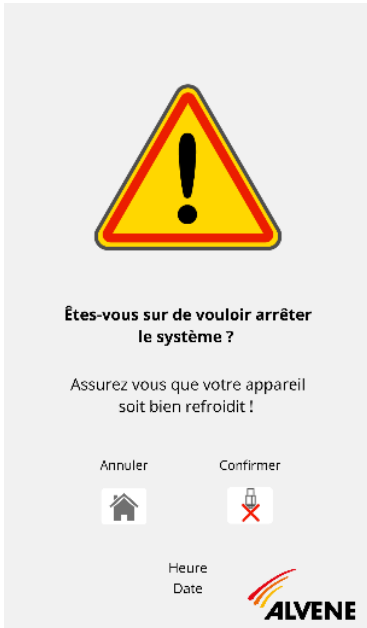 Êtes-vous sur de vouloir arrêter
le système ?
Assurez vous que votre appareil
soit bien refroidit !
Annuler
Confirmer
Heure
Date
ALVENE